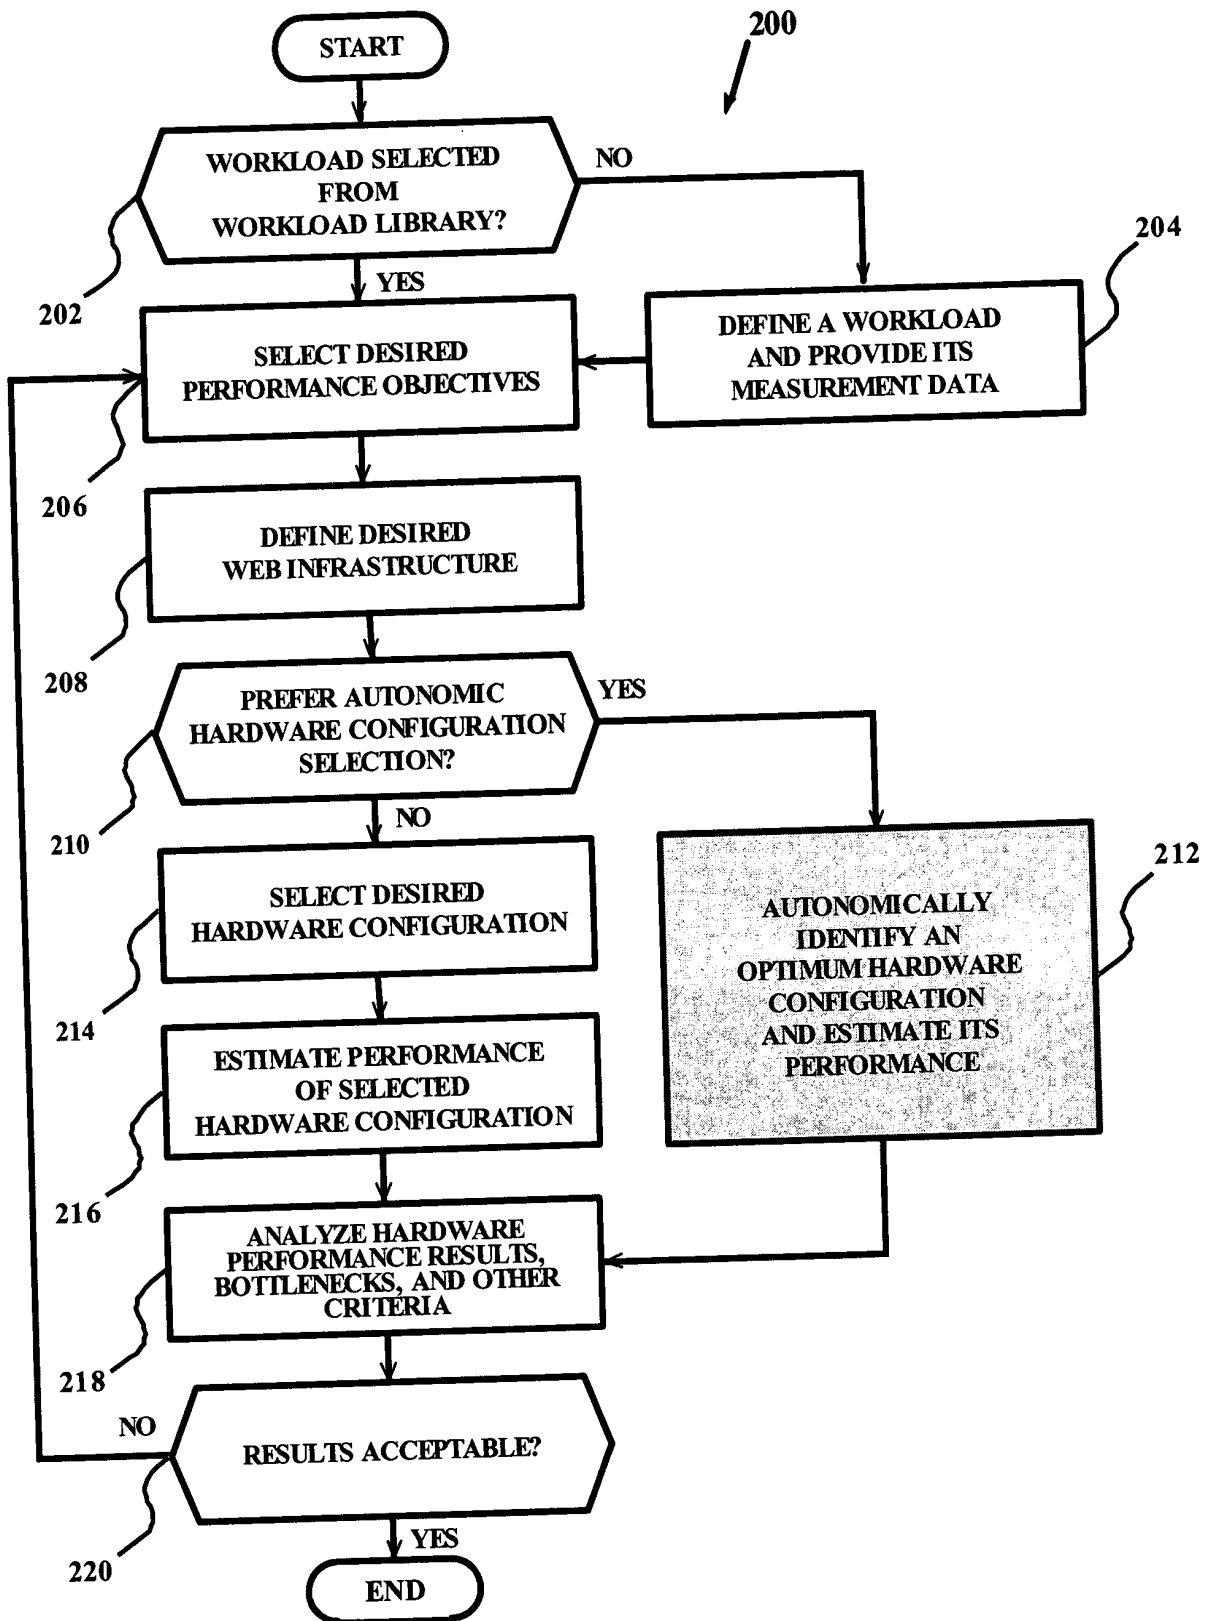 START
200
WORKLOAD SELECTED
FROM
WORKLOAD LIBRARY?
NO
202
YES
204
DEFINE A WORKLOAD
AND PROVIDE ITS
MEASUREMENT DATA
SELECT DESIRED
PERFORMANCE OBJECTIVES
206
DEFINE DESIRED
WEB INFRASTRUCTURE
208
PREFER AUTONOMIC
HARDWARE CONFIGURATION
SELECTION?
YES
210
NO
212
AUTONOMICALLY
IDENTIFY AN
OPTIMUM HARDWARE
CONFIGURATION
AND ESTIMATE ITS
PERFORMANCE
SELECT DESIRED
HARDWARE CONFIGURATION
214
ESTIMATE PERFORMANCE
OF SELECTED
HARDWARE CONFIGURATION
216
ANALYZE HARDWARE
PERFORMANCE RESULTS,
BOTTLENECKS, AND OTHER
CRITERIA
218
NO
RESULTS ACCEPTABLE?
220
YES
END